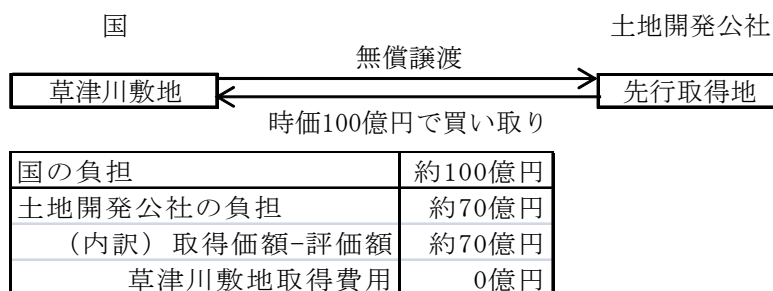 国 土地開発公社
無償譲渡
草津川敷地 先行取得地
時価100億円で買い取り
国の負担 約100億円
土地開発公社の負担 約70億円
（内訳）取得価額-評価額 約70億円
草津川敷地取得費用 0億円